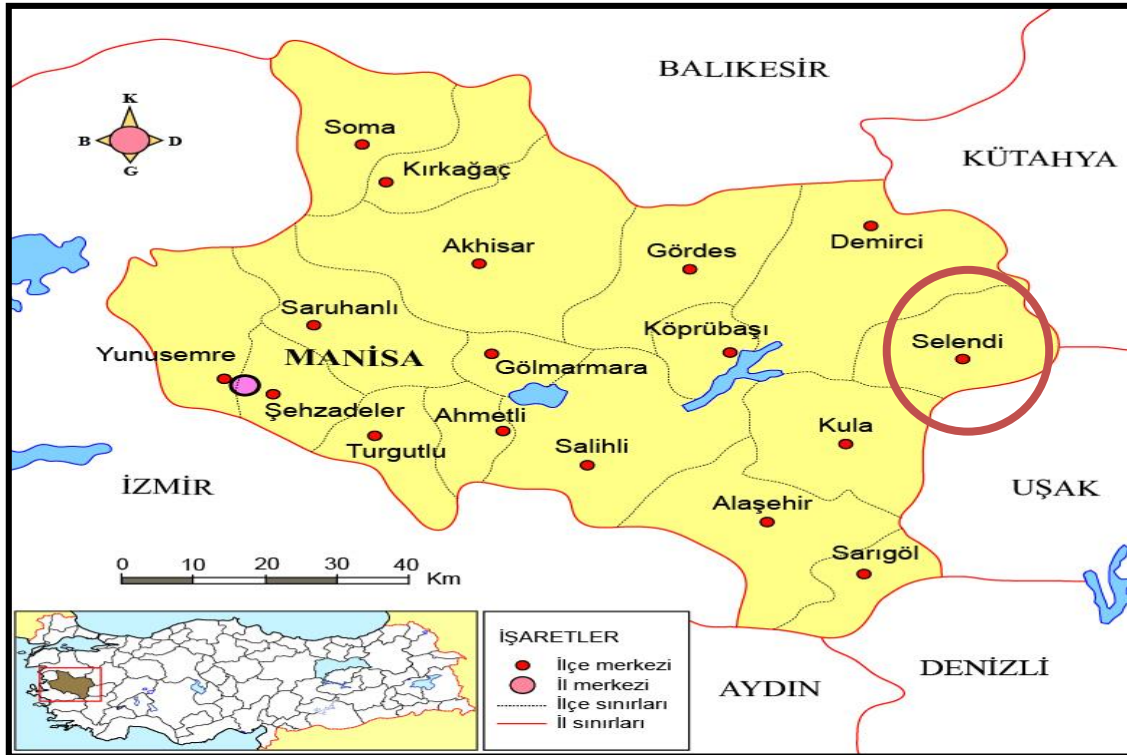 BALIKESİR
K
B D
G
Soma
KÜTAHYA
Kırkağaç
Demirci
Akhisar
Gördes
Saruhanlı
Köprübaşı
Selendi
Yunusemre
MANİSA
Gölmarmara
Şehzadeler
Ahmetli
Turgutlu
Salihli
Kula
İZMİR
UŞAK
Alaşehir
Sarıgöl
0 10 20 30 40 Km
İŞARETLER
İlçe merkezi
İl merkezi
İlçe sınırları
İl sınırları
AYDIN
DENİZLİ